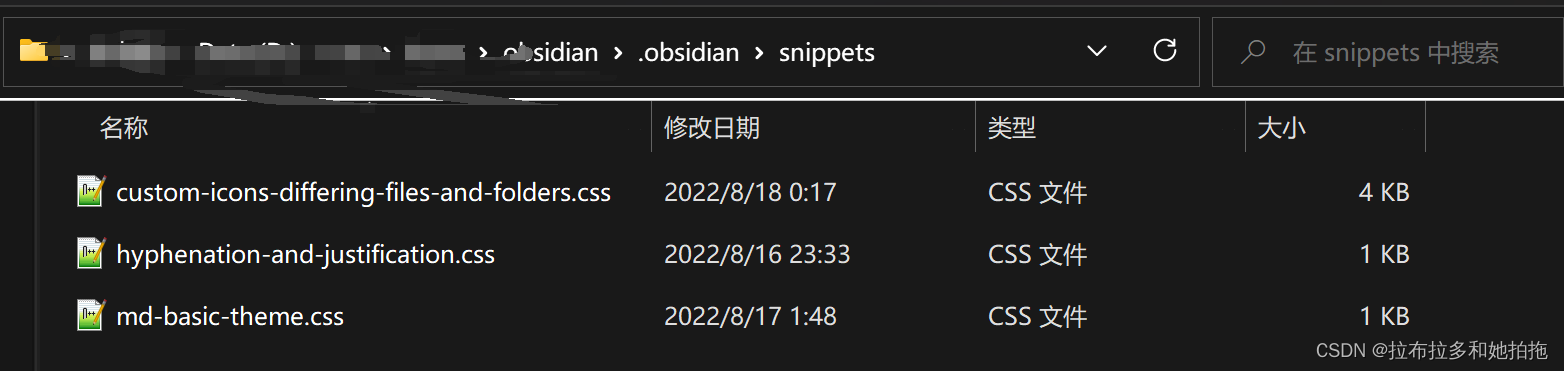 obsidian › .obsidian › snippets 在 snippets 中搜索
名称 修改日期 类型 大小
custom-icons-differing-files-and-folders.css 2022/8/18 0:17 CSS 文件 4 KB
hyphenation-and-justification.css 2022/8/16 23:33 CSS 文件 1 KB
md-basic-theme.css 2022/8/17 1:48 CSS 文件 1 KB
CSDN @拉布拉多和她拍拖